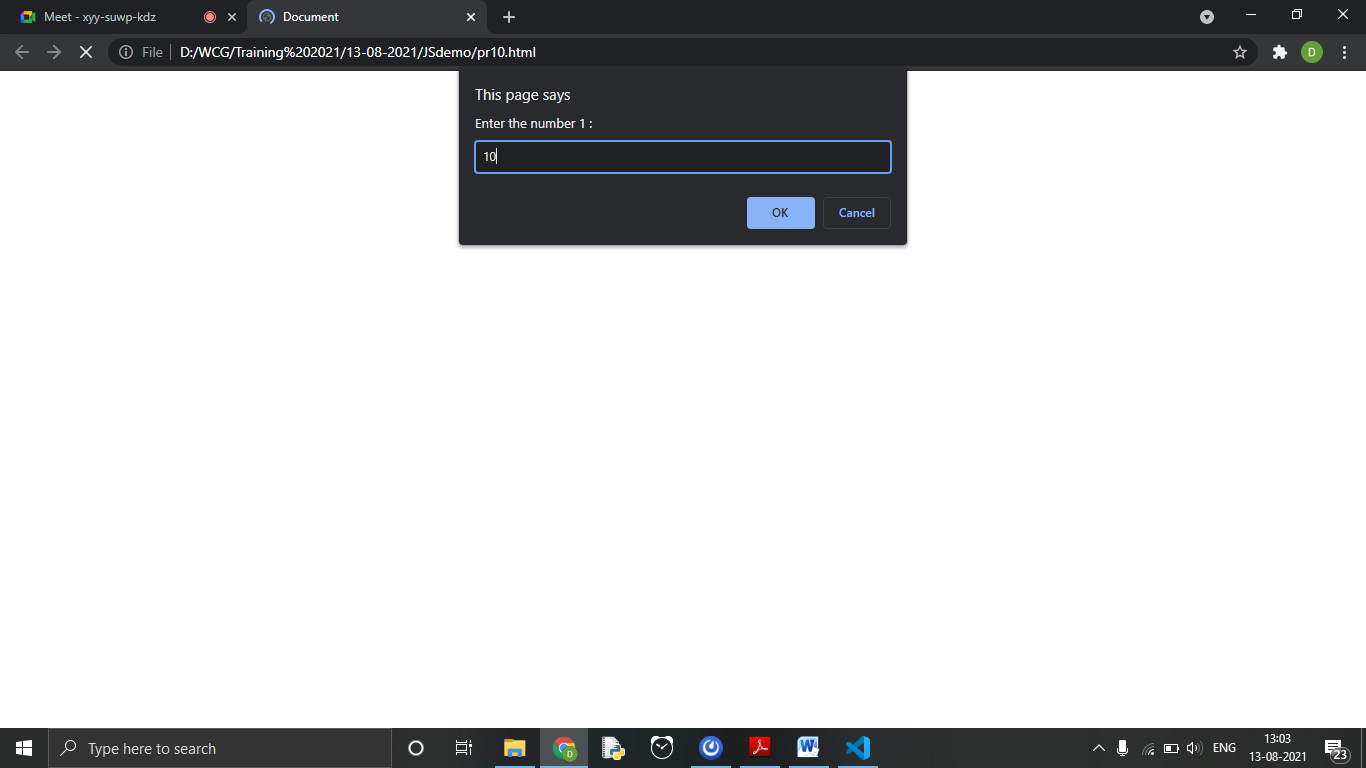 Meet - xyy-suwp-kdz
Document
File
D:/WCG/Training%202021/13-08-2021/JSdemo/pr10.html
D
This page says
Enter the number 1 :
10
OK
Cancel
Type here to search
D
W
ENG
13:03
13-08-2021
23